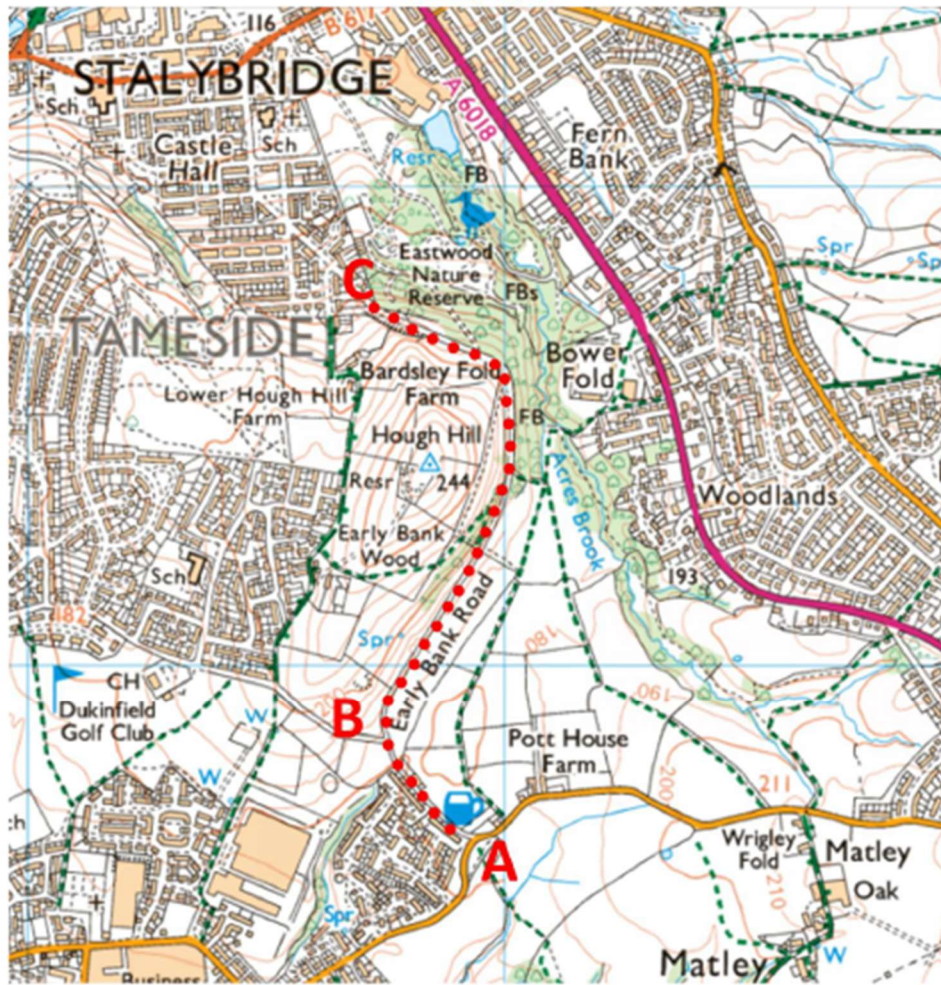 116
B 6175
STALYBRIDGE
A 6018
Sch
Castle
Hall
Sch
Resr
FB
Fern
Bank
Spr
Eastwood
Nature
Reserve
FBs
C
TAMESIDE
Bower
Fold
Bardsley Fold
Farm
Lower Hough Hill
Farm
FB
Hough Hill
244
Resr
Acres Brook
Woodlands
Early Bank
Wood
Sch
193
182
Spr
Early Bank Road
180
190
CH
Dukinfield
Golf Club
W
B
W
Pott House
Farm
200
211
Wrigley
Fold
Matley
A
210
Oak
Spr
W
Matley
Business